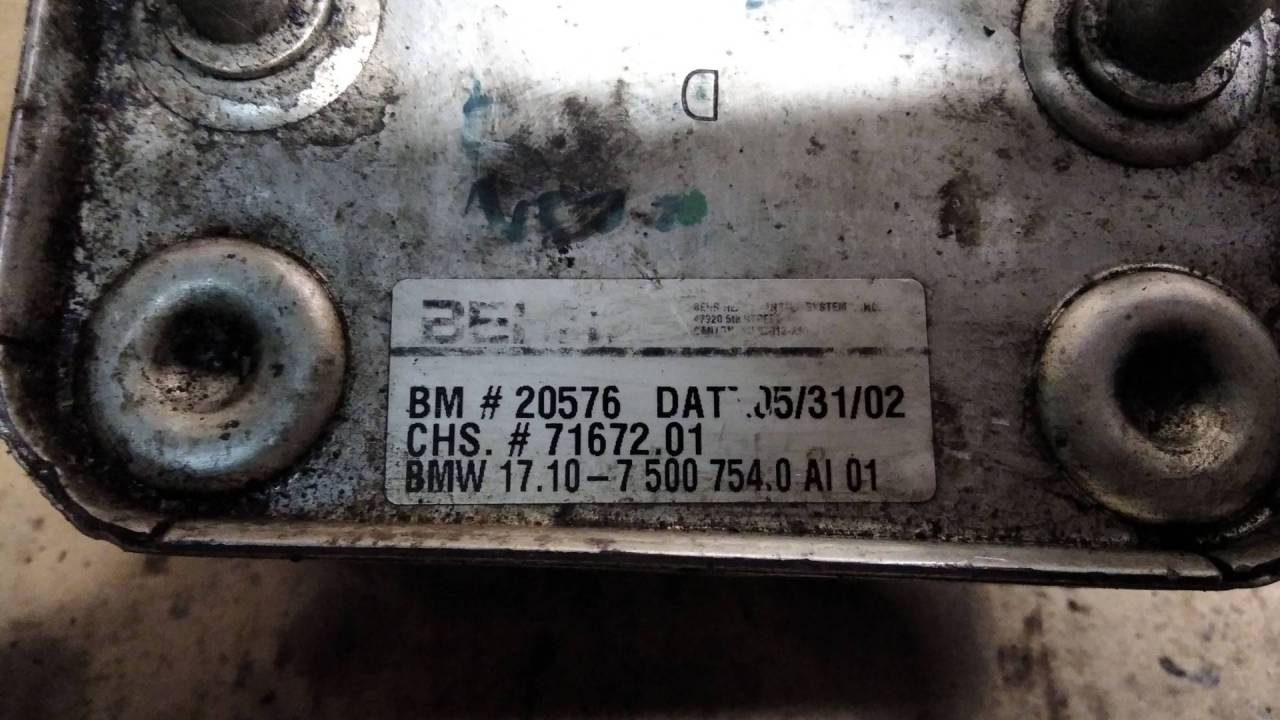 D
BM # 20576 DAT .05/31/02
CHS. # 71672.01
BMW 17.10-7 500 754.0 AI 01